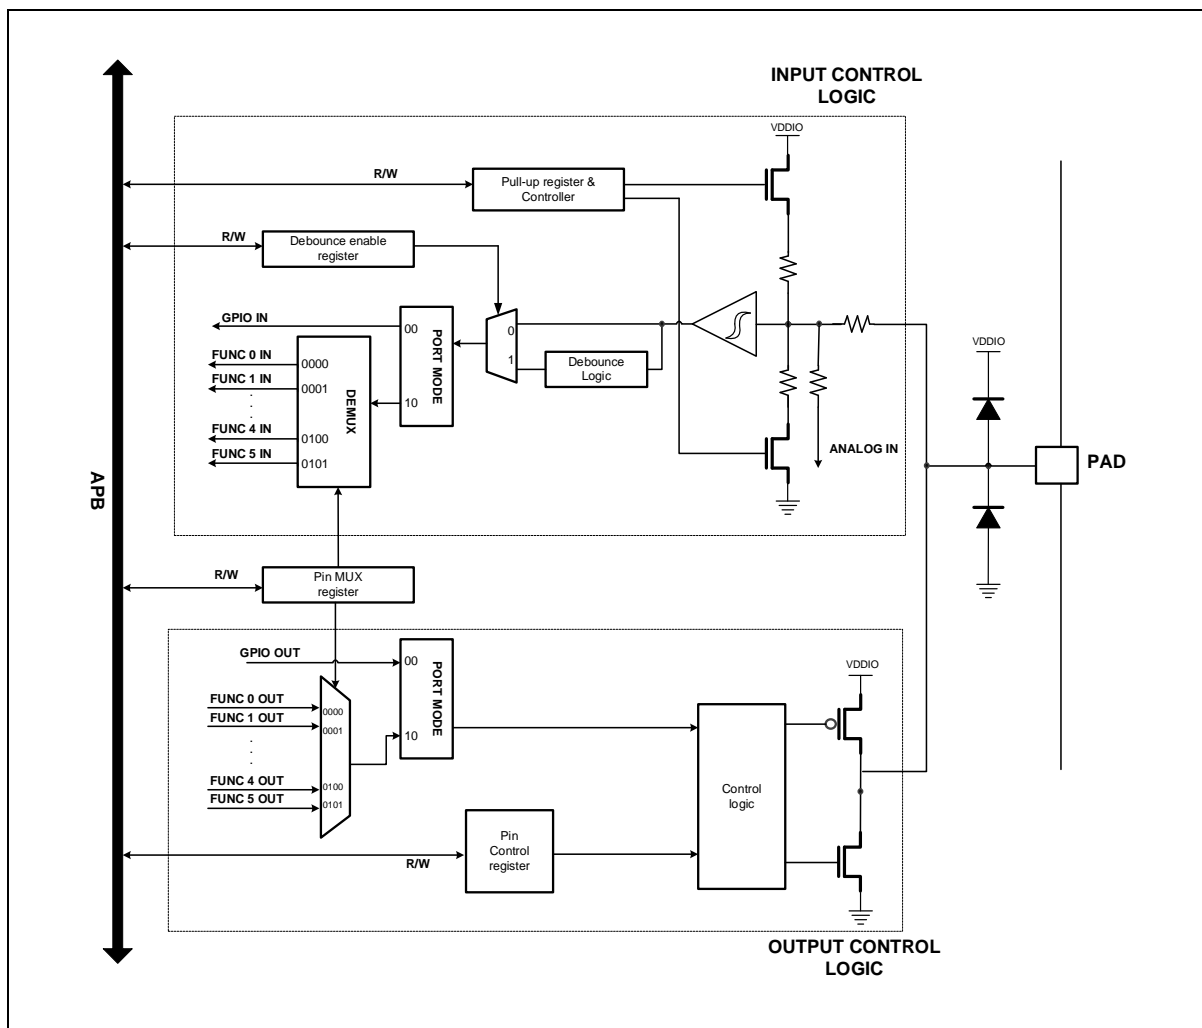 INPUT CONTROL
LOGIC
VDDIO
R/W
Pull-up register &
Controller
R/W
Debounce enable
register
GPIO IN
00
PORT MODE
0
1
Debounce
Logic
VDDIO
FUNC 0 IN
0000
FUNC 1 IN
0001
DEMUX
10
FUNC 4 IN
0100
FUNC 5 IN
0101
ANALOG IN
PAD
APB
R/W
Pin MUX
register
GPIO OUT
00
PORT MODE
VDDIO
FUNC 0 OUT
0000
FUNC 1 OUT
0001
10
FUNC 4 OUT
0100
FUNC 5 OUT
0101
Control
logic
Pin
Control
register
R/W
OUTPUT CONTROL
LOGIC